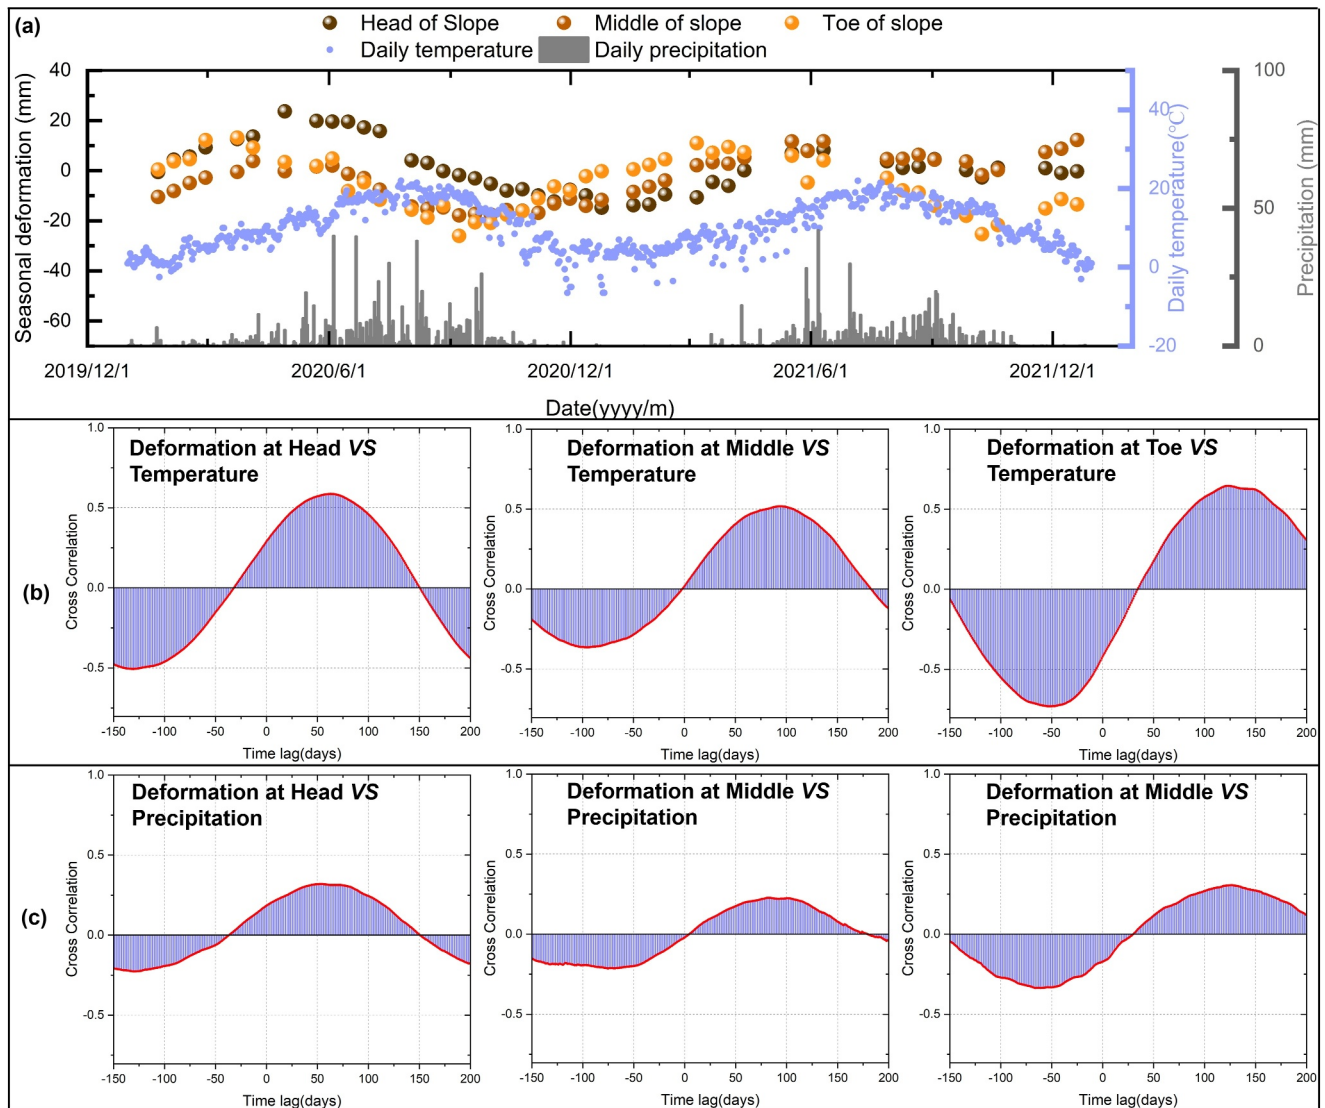 (a)
Head of Slope
Middle of slope
Toe of slope
Daily temperature
Daily precipitation
Seasonal deformation (mm)
40
20
0
-20
-40
-60
40
20
0
-20
Daily temperature(℃)
100
50
0
Precipitation (mm)
2019/12/1
2020/6/1
2020/12/1
2021/6/1
2021/12/1
Date(yyyy/m)
(b)
Deformation at Head VS
Temperature
Cross Correlation
1.0
0.5
0.0
-0.5
-150
-100
-50
0
50
100
150
200
Time lag(days)
Deformation at Middle VS
Temperature
Cross Correlation
1.0
0.5
0.0
-0.5
-150
-100
-50
0
50
100
150
200
Time lag(days)
Deformation at Toe VS
Temperature
Cross Correlation
1.0
0.5
0.0
-0.5
-150
-100
-50
0
50
100
150
200
Time lag(days)
(c)
Deformation at Head VS
Precipitation
Cross Correlation
1.0
0.5
0.0
-0.5
-150
-100
-50
0
50
100
150
200
Time lag(days)
Deformation at Middle VS
Precipitation
Cross Correlation
1.0
0.5
0.0
-0.5
-150
-100
-50
0
50
100
150
200
Time lag(days)
Deformation at Middle VS
Precipitation
Cross Correlation
1.0
0.5
0.0
-0.5
-150
-100
-50
0
50
100
150
200
Time lag(days)